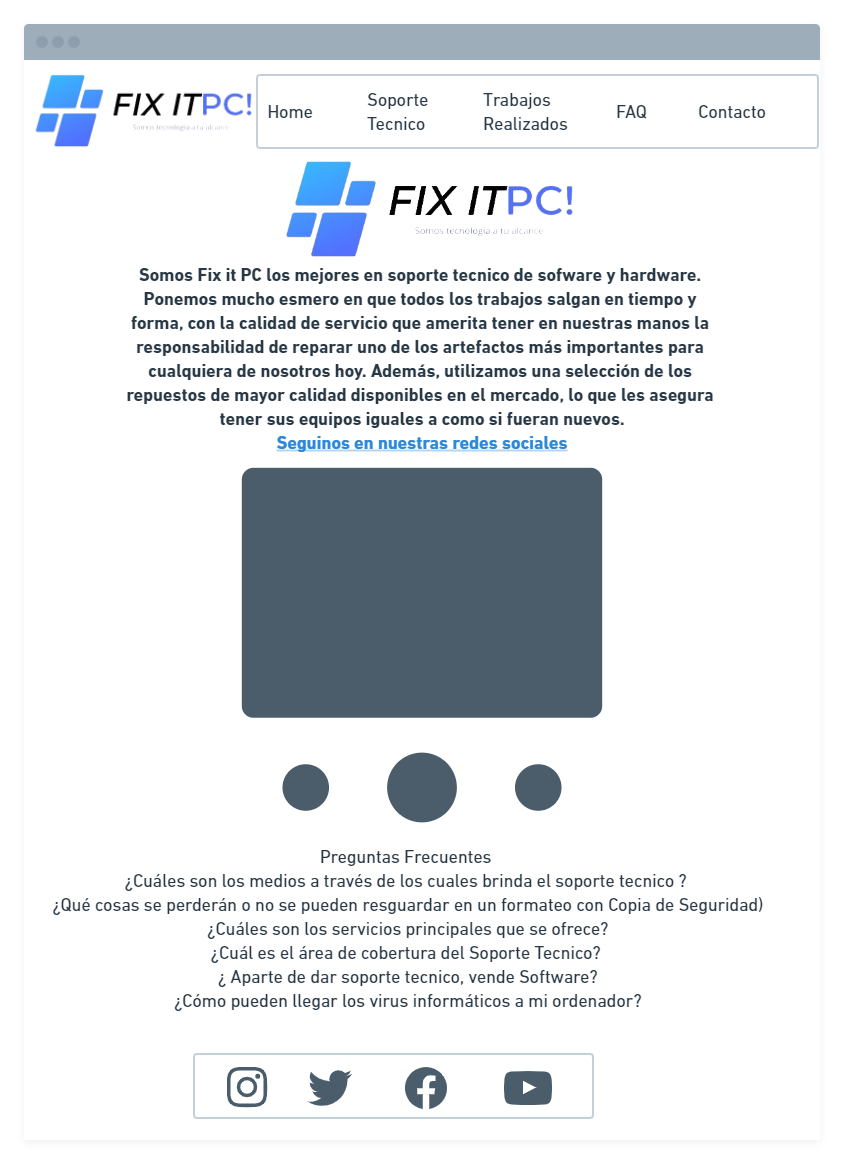 FIX ITPC!
Somos tecnología a tu alcance
Home
Soporte
Tecnico
Trabajos
Realizados
FAQ
Contacto
FIX ITPC!
Somos tecnología a tu alcance
Somos Fix it PC los mejores en soporte tecnico de sofware y hardware.
Ponemos mucho esmero en que todos los trabajos salgan en tiempo y
forma, con la calidad de servicio que amerita tener en nuestras manos la
responsabilidad de reparar uno de los artefactos más importantes para
cualquiera de nosotros hoy. Además, utilizamos una selección de los
repuestos de mayor calidad disponibles en el mercado, lo que les asegura
tener sus equipos iguales a como si fueran nuevos.
Seguinos en nuestras redes sociales
Preguntas Frecuentes
¿Cuáles son los medios a través de los cuales brinda el soporte tecnico ?
¿Qué cosas se perderán o no se pueden resguardar en un formateo con Copia de Seguridad)
¿Cuáles son los servicios principales que se ofrece?
¿Cuál es el área de cobertura del Soporte Tecnico?
¿ Aparte de dar soporte tecnico, vende Software?
¿Cómo pueden llegar los virus informáticos a mi ordenador?